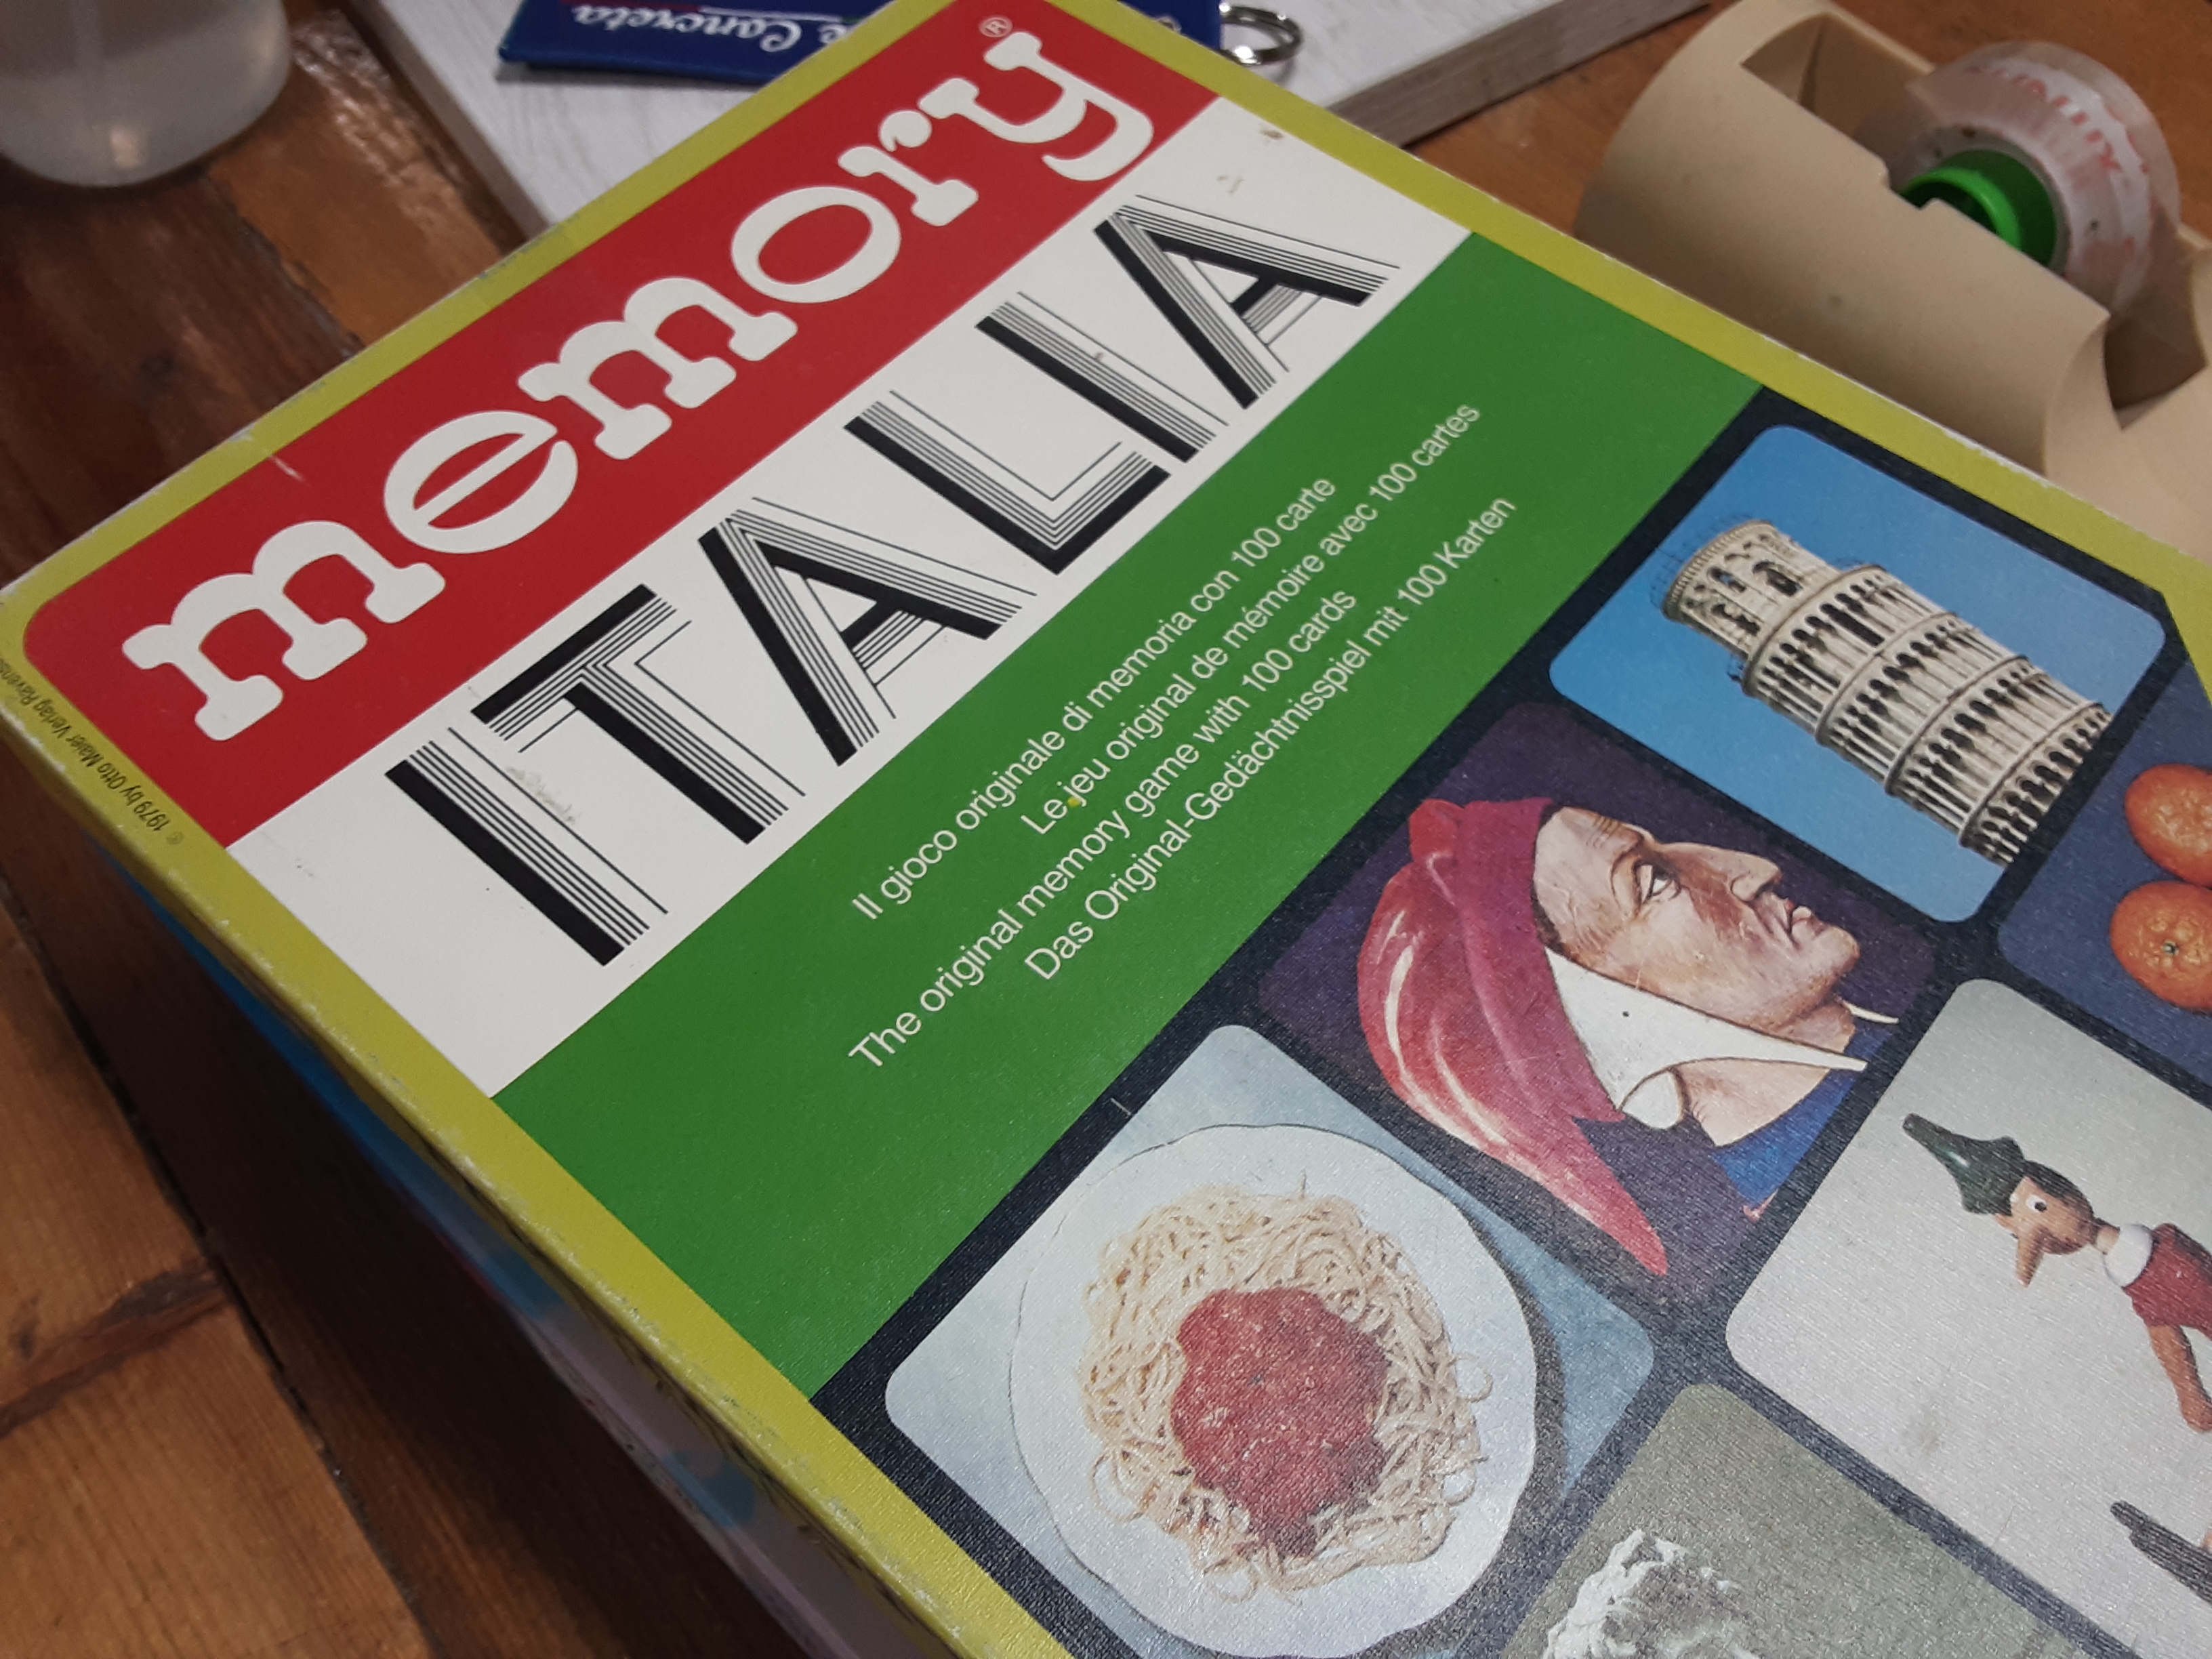 e Concreta
memory®
ITALIA
Il gioco originale di memoria con 100 carte
Le jeu original de mémoire avec 100 cartes
The original memory game with 100 cards
Das Original-Gedächtnisspiel mit 100 Karten
© 1979 by Otto Maier Verlag